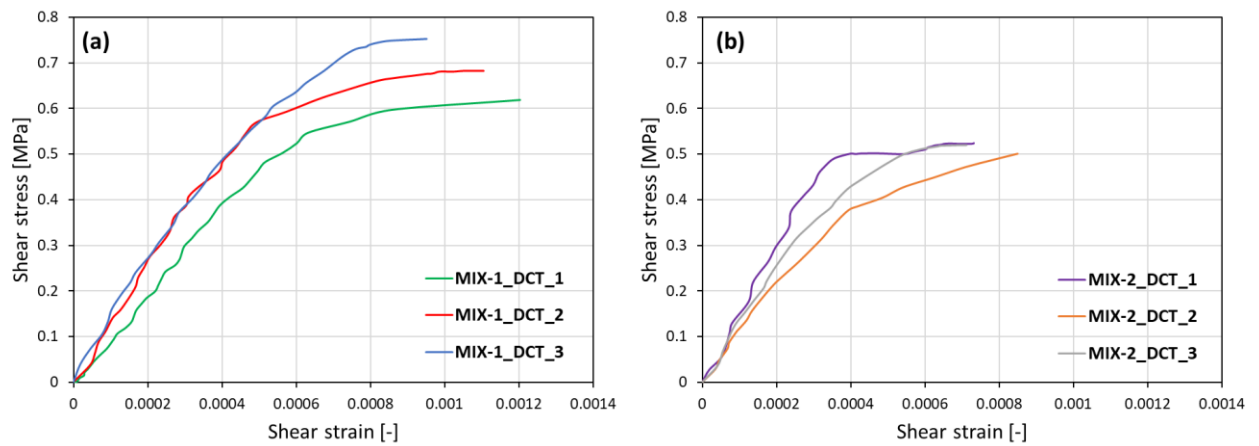 (a)
Shear stress [MPa]
0.8
0.7
0.6
0.5
0.4
0.3
0.2
0.1
0
MIX-1_DCT_1
MIX-1_DCT_2
MIX-1_DCT_3
0 0.0002 0.0004 0.0006 0.0008 0.001 0.0012 0.0014
Shear strain [-]
(b)
Shear stress [MPa]
0.8
0.7
0.6
0.5
0.4
0.3
0.2
0.1
0
MIX-2_DCT_1
MIX-2_DCT_2
MIX-2_DCT_3
0 0.0002 0.0004 0.0006 0.0008 0.001 0.0012 0.0014
Shear strain [-]